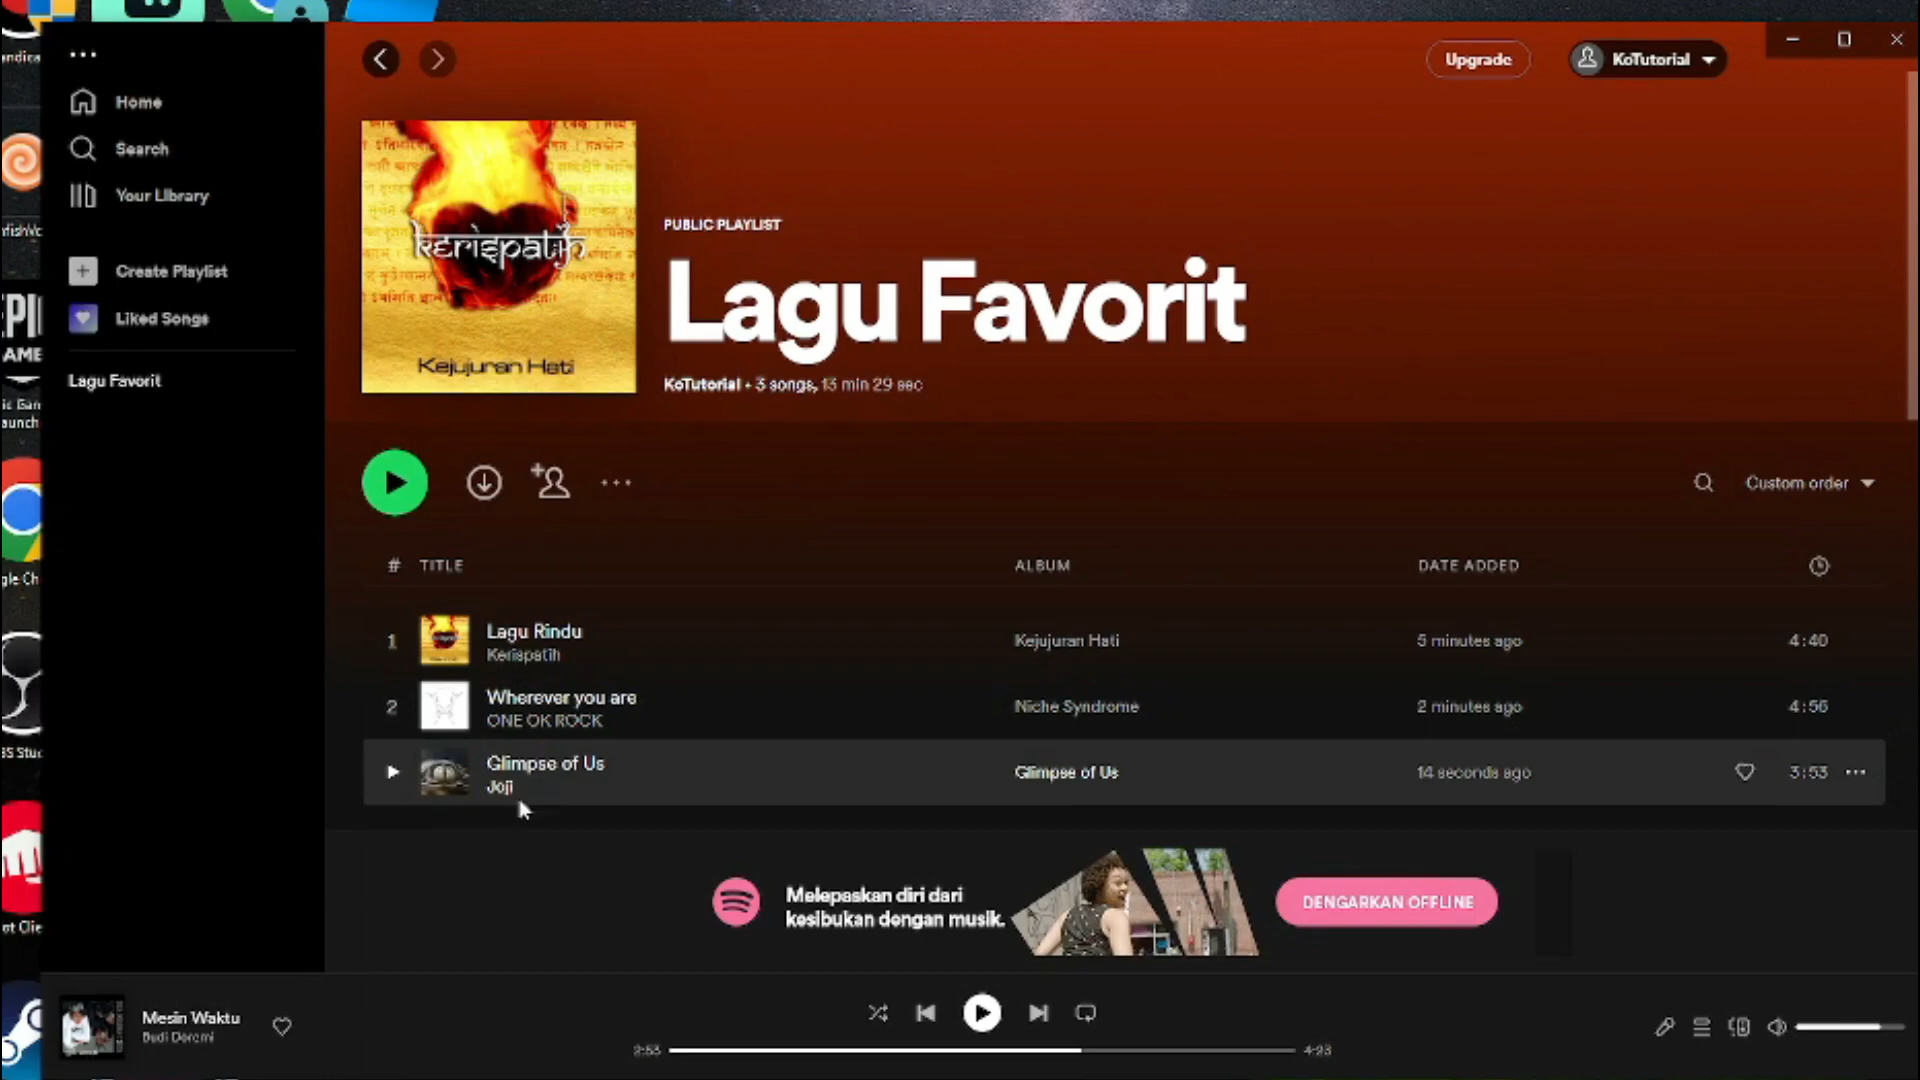 Upgrade
KoTutorial
Home
Search
Your Library
Create Playlist
Liked Songs
Lagu Favorit
kerispatih
Kejujuran Hati
PUBLIC PLAYLIST
Lagu Favorit
KoTutorial • 3 songs, 13 min 29 sec
Custom order
# TITLE ALBUM DATE ADDED
1 Lagu Rindu Kejujuran Hati 5 minutes ago 4:40
Kerispatih
2 Wherever you are Niche Syndrome 2 minutes ago 4:56
ONE OK ROCK
Glimpse of Us Glimpse of Us 14 seconds ago 3:53
Joji
Melepaskan diri dari
kesibukan dengan musik.
DENGARKAN OFFLINE
Mesin Waktu
Budi Doremi
2:53
4:23